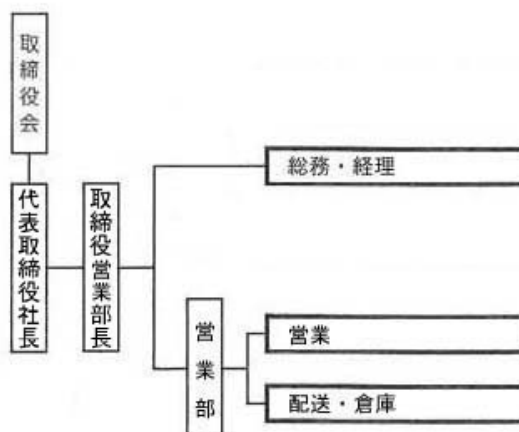 取締役会
代表取締役社長
取締役営業部長
総務・経理
営業部
営業
配送・倉庫